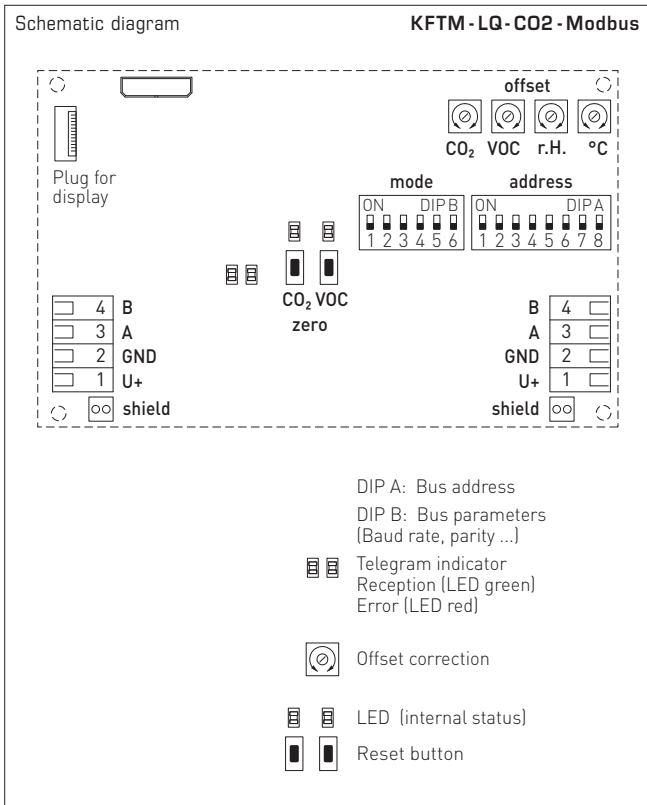 Schematic diagram
KFTM - LQ - CO2 - Modbus
offset
CO₂ VOC r.H. °C
Plug for
display
mode address
ON DIP B ON DIP A
1 2 3 4 5 6 1 2 3 4 5 6 7 8
CO₂ VOC
zero
4 B B 4
3 A A 3
2 GND GND 2
1 U+ U+ 1
shield shield
DIP A: Bus address
DIP B: Bus parameters
(Baud rate, parity ...)
Telegram indicator
Reception (LED green)
Error (LED red)
Offset correction
LED (internal status)
Reset button